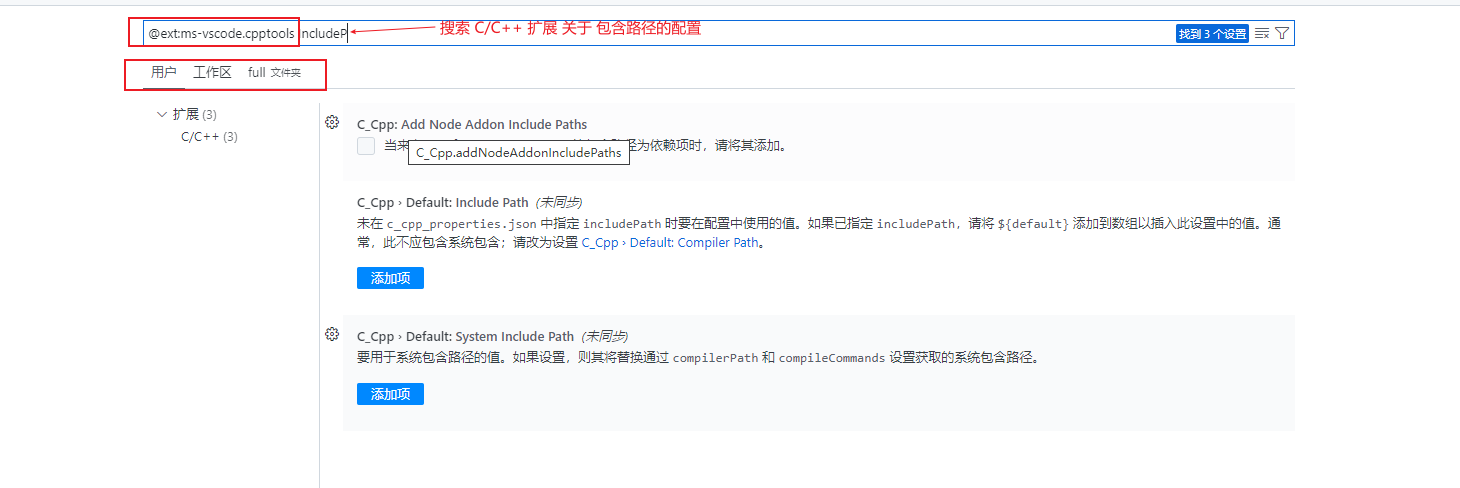 @ext:ms-vscode.cpptools includeP
搜索 C/C++ 扩展 关于 包含路径的配置
找到 3 个设置
用户 工作区 full 文件夹
扩展 (3)
C/C++ (3)
C_Cpp: Add Node Addon Include Paths
当来 为依赖项时，请将其添加。
C_Cpp.addNodeAddonIncludePaths
C_Cpp › Default: Include Path (未同步)
未在 c_cpp_properties.json 中指定 includePath 时要在配置中使用的值。如果已指定 includePath，请将 ${default} 添加到数组以插入此设置中的值。通
常，此不应包含系统包含；请改为设置 C_Cpp › Default: Compiler Path。
添加项
C_Cpp › Default: System Include Path (未同步)
要用于系统包含路径的值。如果设置，则其将替换通过 compilerPath 和 compileCommands 设置获取的系统包含路径。
添加项